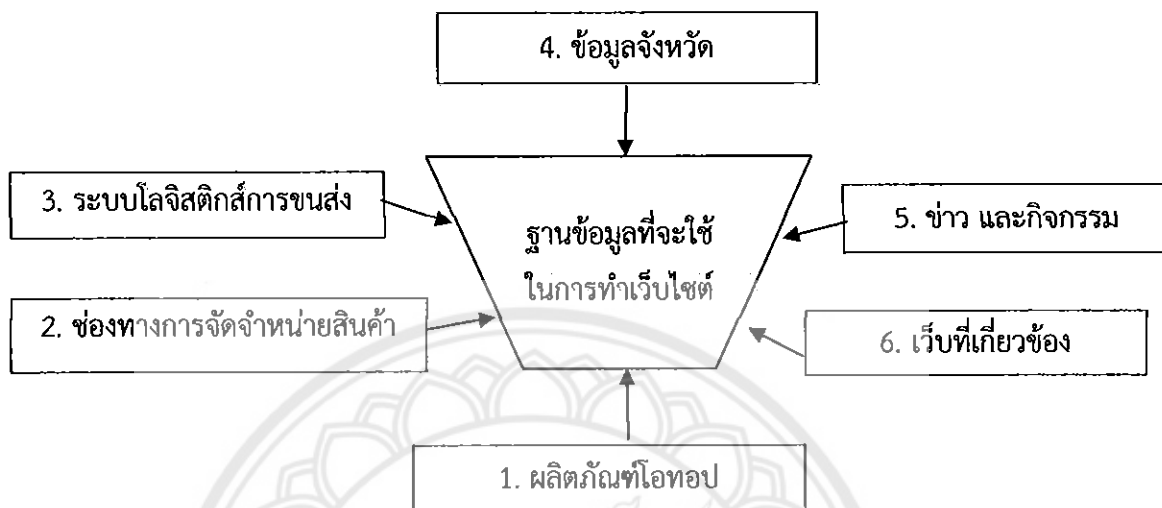 4. ข้อมูลจังหวัด
3. ระบบโลจิสติกส์การขนส่ง
ฐานข้อมูลที่จะใช้
ในการทำเว็บไซต์
5. ข่าว และกิจกรรม
2. ช่องทางการจัดจำหน่ายสินค้า
6. เว็บที่เกี่ยวข้อง
1. ผลิตภัณฑ์โอทอป